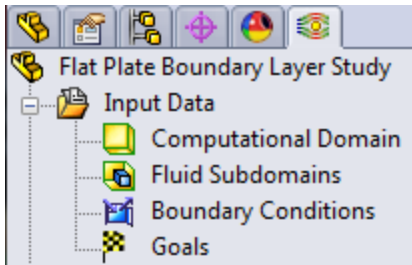 Flat Plate Boundary Layer Study
Input Data
Computational Domain
Fluid Subdomains
Boundary Conditions
Goals